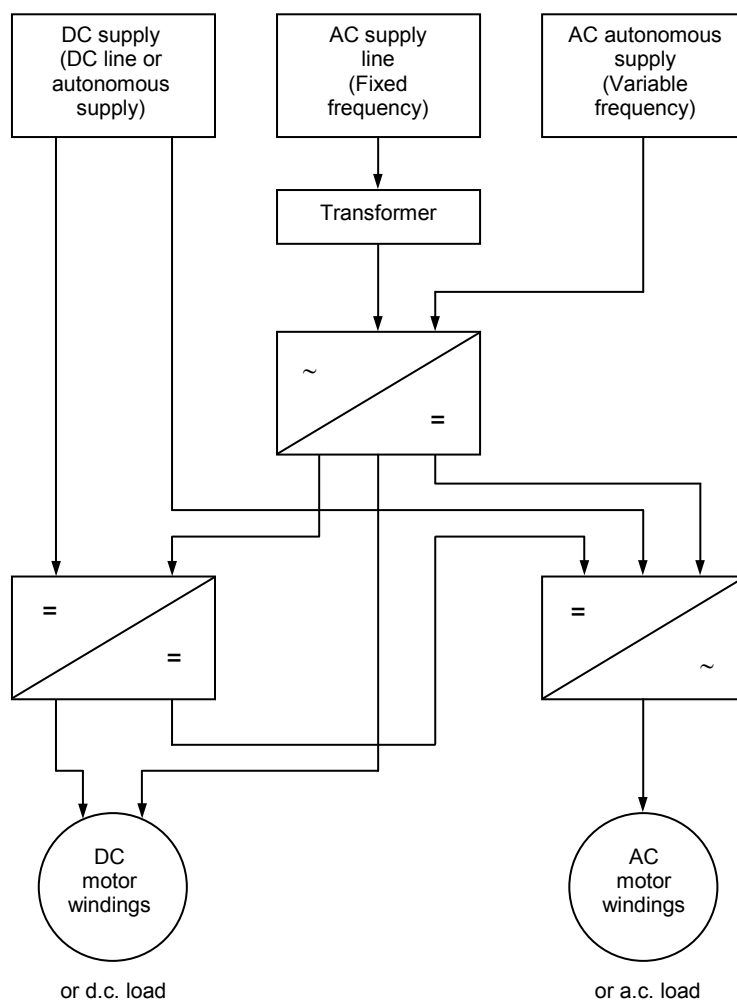 DC supply
(DC line or
autonomous
supply)
AC supply
line
(Fixed
frequency)
AC autonomous
supply
(Variable
frequency)
Transformer
~
=
=
=
=
~
DC
motor
windings
AC
motor
windings
or d.c. load
or a.c. load